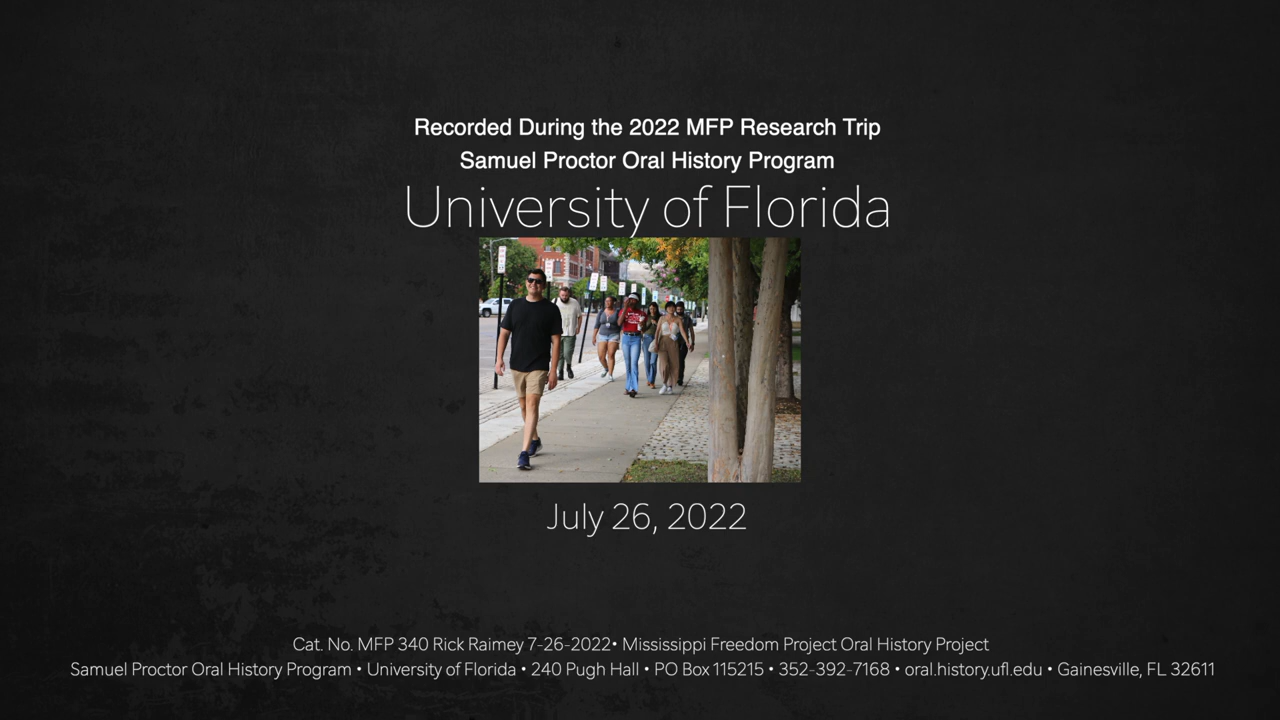 Recorded During the 2022 MFP Research Trip
Samuel Proctor Oral History Program
University of Florida
July 26, 2022
Cat. No. MFP 340 Rick Raimey 7-26-2022• Mississippi Freedom Project Oral History Project
Samuel Proctor Oral History Program • University of Florida • 240 Pugh Hall • PO Box 115215 • 352-392-7168 • oral.history.ufl.edu • Gainesville, FL 32611